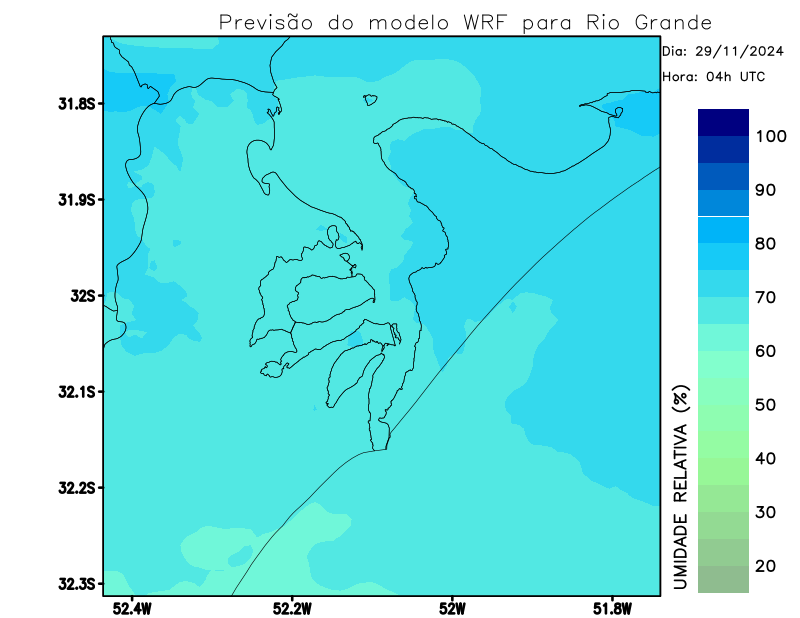 Previsão do modelo WRF para Rio Grande
Dia: 29/11/2024
Hora: 04h UTC
31.8S
31.9S
32S
32.1S
32.2S
32.3S
52.4W
52.2W
52W
51.8W
UMIDADE RELATIVA (%)
100
90
80
70
60
50
40
30
20